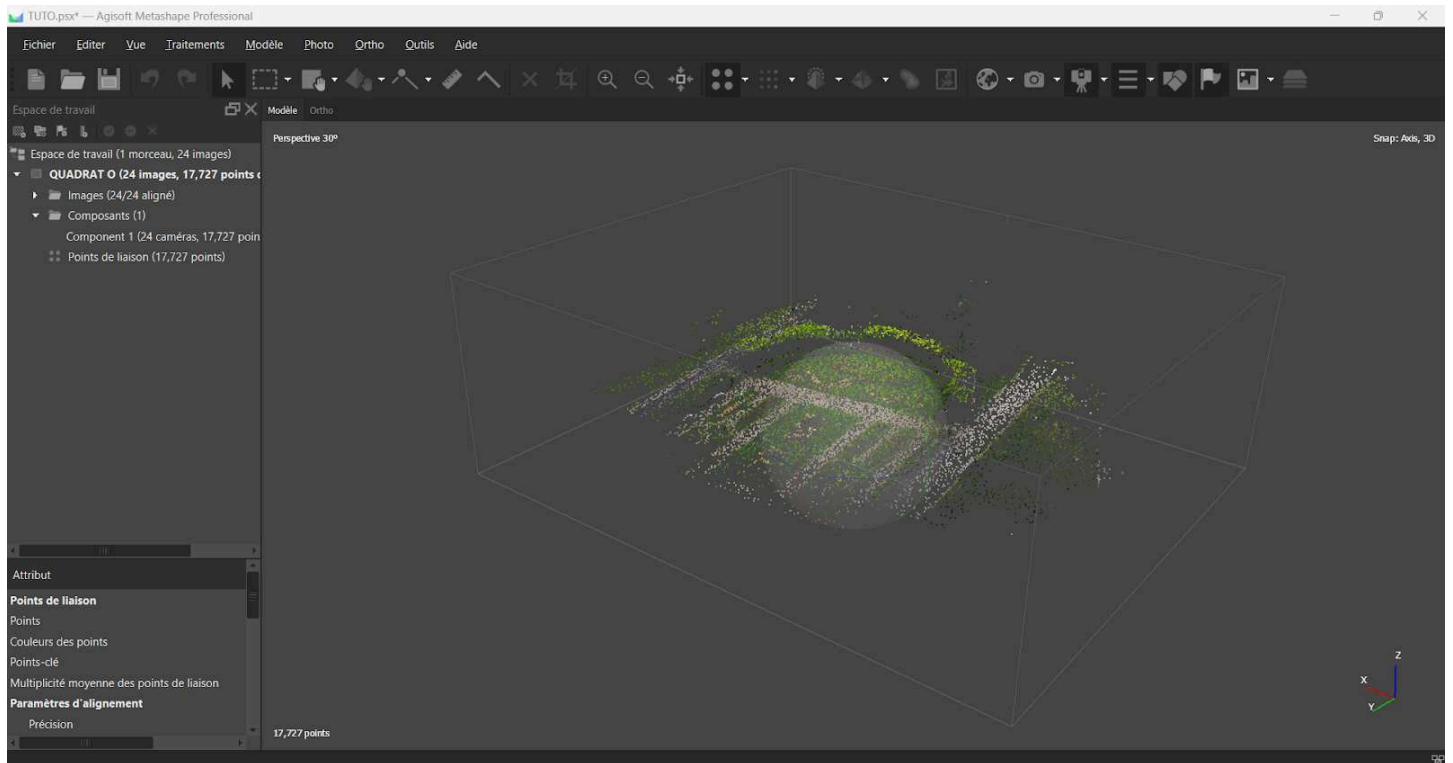 TUTO.psx* — Agisoft Metashape Professional
Fichier Editer Vue Traitements Modèle Photo Ortho Outils Aide
Espace de travail
Modèle Ortho
Perspective 30°
Snap: Axis, 3D
Espace de travail (1 morceau, 24 images)
QUADRAT O (24 images, 17,727 points
Images (24/24 aligné)
Composants (1)
Component 1 (24 caméras, 17,727 poin
Points de liaison (17,727 points)
Attribut
Points de liaison
Points
Couleurs des points
Points-clé
Multiplicité moyenne des points de liaison
Paramètres d'alignement
Précision
17,727 points
Z
X
Y